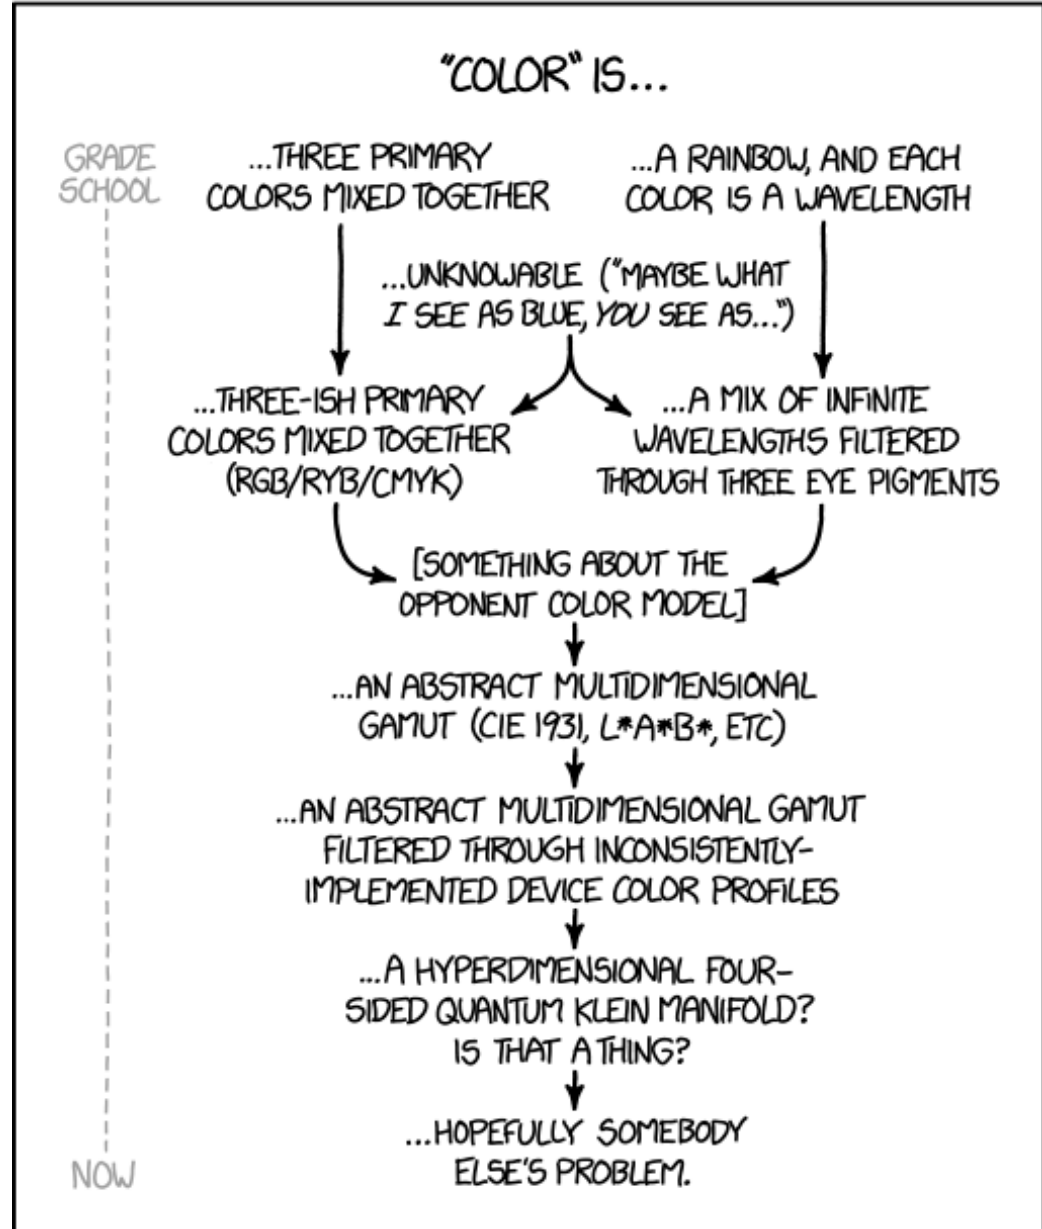 "COLOR" IS...
GRADE
SCHOOL
...THREE PRIMARY
COLORS MIXED TOGETHER
...A RAINBOW, AND EACH
COLOR IS A WAVELENGTH
...UNKNOWABLE ("MAYBE WHAT
I SEE AS BLUE, YOU SEE AS...")
...THREE-ISH PRIMARY
COLORS MIXED TOGETHER
(RGB/RYB/CMYK)
...A MIX OF INFINITE
WAVELENGTHS FILTERED
THROUGH THREE EYE PIGMENTS
[SOMETHING ABOUT THE
OPPONENT COLOR MODEL]
...AN ABSTRACT MULTIDIMENSIONAL
GAMUT (CIE 1931, L*A*B*, ETC)
...AN ABSTRACT MULTIDIMENSIONAL GAMUT
FILTERED THROUGH INCONSISTENTLY-
IMPLEMENTED DEVICE COLOR PROFILES
...A HYPERDIMENSIONAL FOUR-
SIDED QUANTUM KLEIN MANIFOLD?
IS THAT A THING?
...HOPEFULLY SOMEBODY
ELSE'S PROBLEM.
NOW